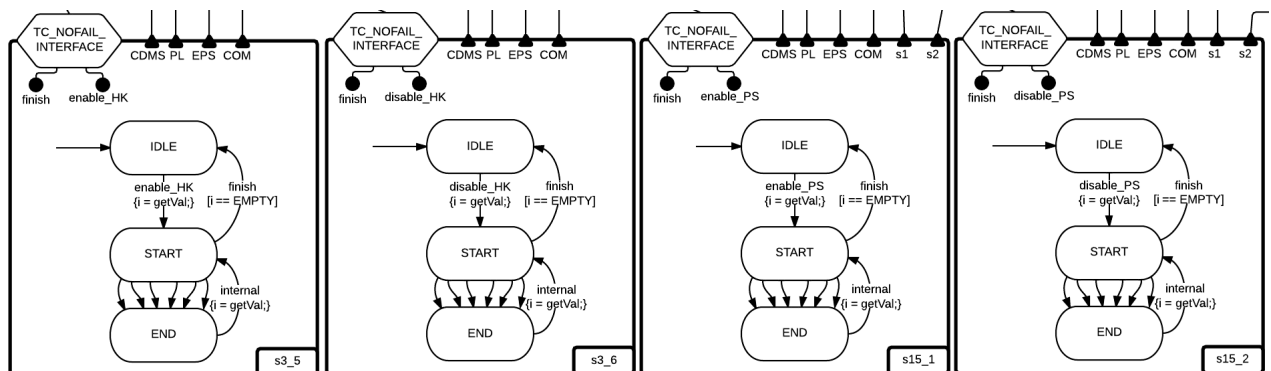 TC_NOFAIL_
INTERFACE
CDMS PL EPS COM
finish
enable_HK
IDLE
enable_HK
{i = getVal;}
finish
[i == EMPTY]
START
internal
{i = getVal;}
END
s3_5
TC_NOFAIL_
INTERFACE
CDMS PL EPS COM
finish
disable_HK
IDLE
disable_HK
{i = getVal;}
finish
[i == EMPTY]
START
internal
{i = getVal;}
END
s3_6
TC_NOFAIL_
INTERFACE
CDMS PL EPS COM s1 s2
finish
enable_PS
IDLE
enable_PS
{i = getVal;}
finish
[i == EMPTY]
START
internal
{i = getVal;}
END
s15_1
TC_NOFAIL_
INTERFACE
CDMS PL EPS COM s1 s2
finish
disable_PS
IDLE
disable_PS
{i = getVal;}
finish
[i == EMPTY]
START
internal
{i = getVal;}
END
s15_2